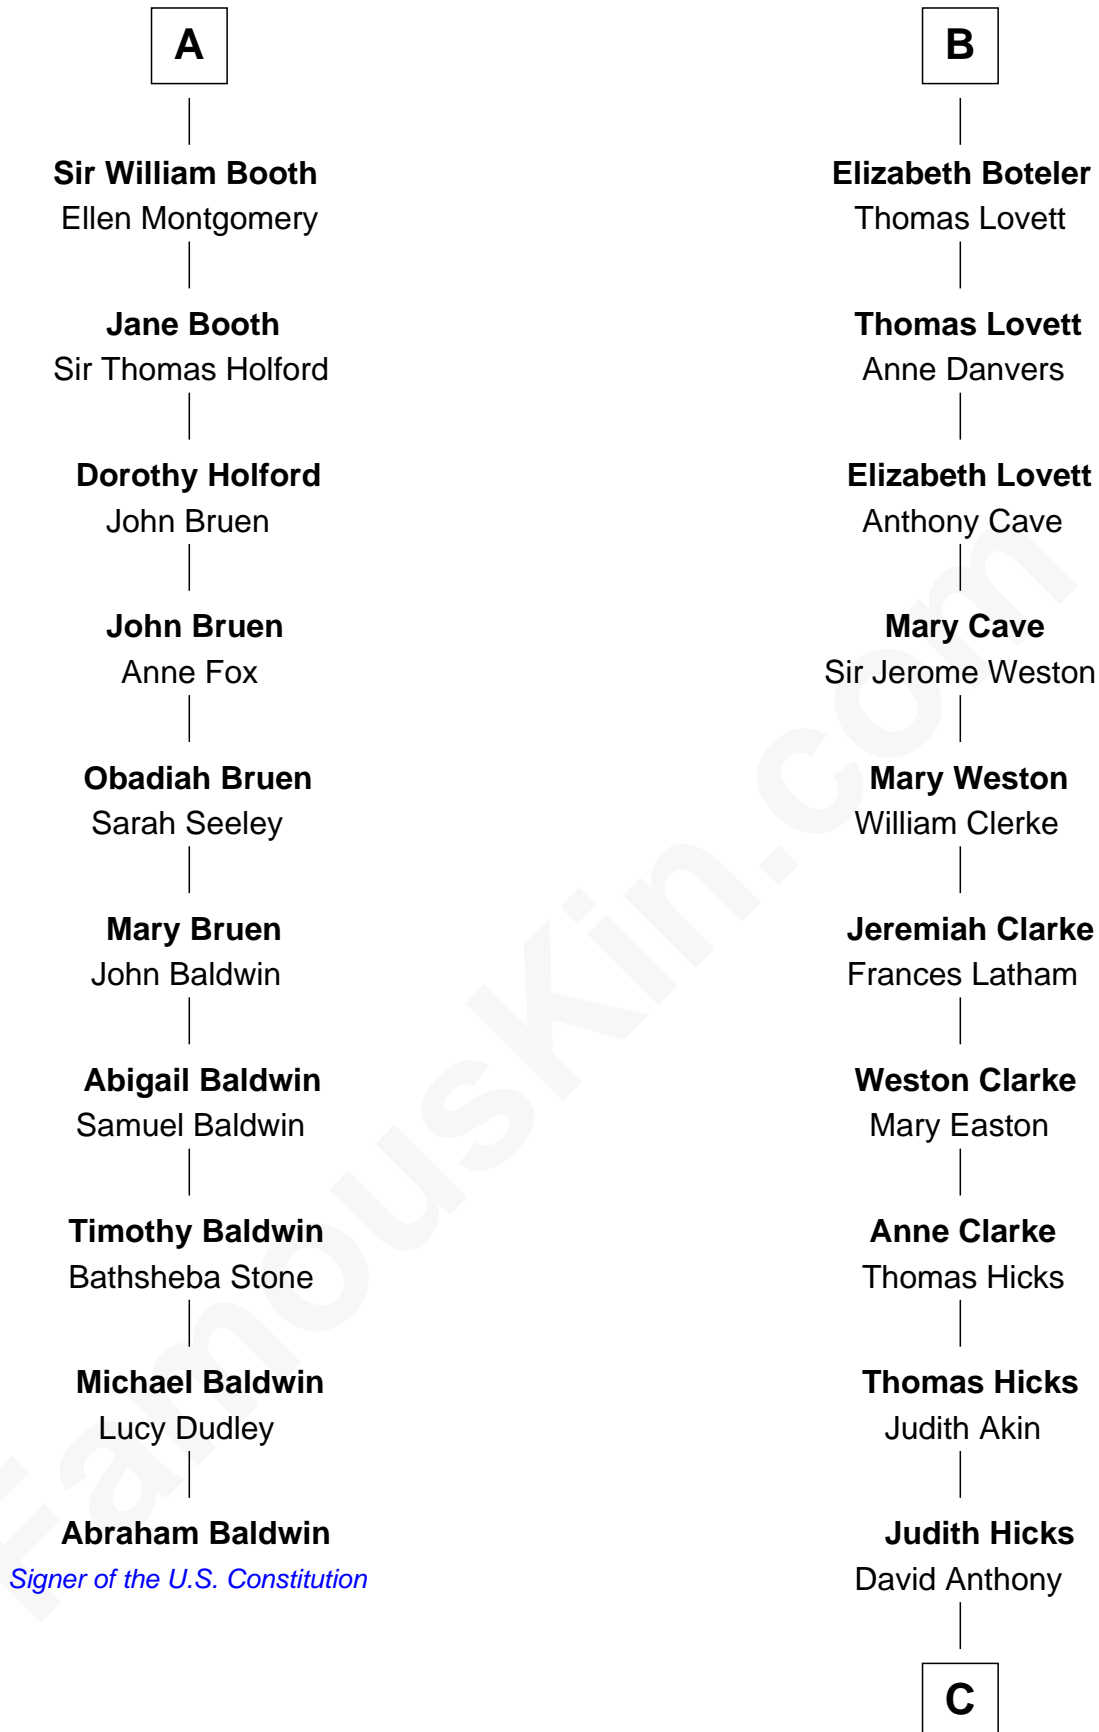 A
Sir William Booth
Ellen Montgomery
Jane Booth
Sir Thomas Holford
Dorothy Holford
John Bruen
John Bruen
Anne Fox
Obadiah Bruen
Sarah Seeley
Mary Bruen
John Baldwin
Abigail Baldwin
Samuel Baldwin
Timothy Baldwin
Bathsheba Stone
Michael Baldwin
Lucy Dudley
Abraham Baldwin
Signer of the U.S. Constitution
B
Elizabeth Boteler
Thomas Lovett
Thomas Lovett
Anne Danvers
Elizabeth Lovett
Anthony Cave
Mary Cave
Sir Jerome Weston
Mary Weston
William Clerke
Jeremiah Clarke
Frances Latham
Weston Clarke
Mary Easton
Anne Clarke
Thomas Hicks
Thomas Hicks
Judith Akin
Judith Hicks
David Anthony
C
FamousKin.com